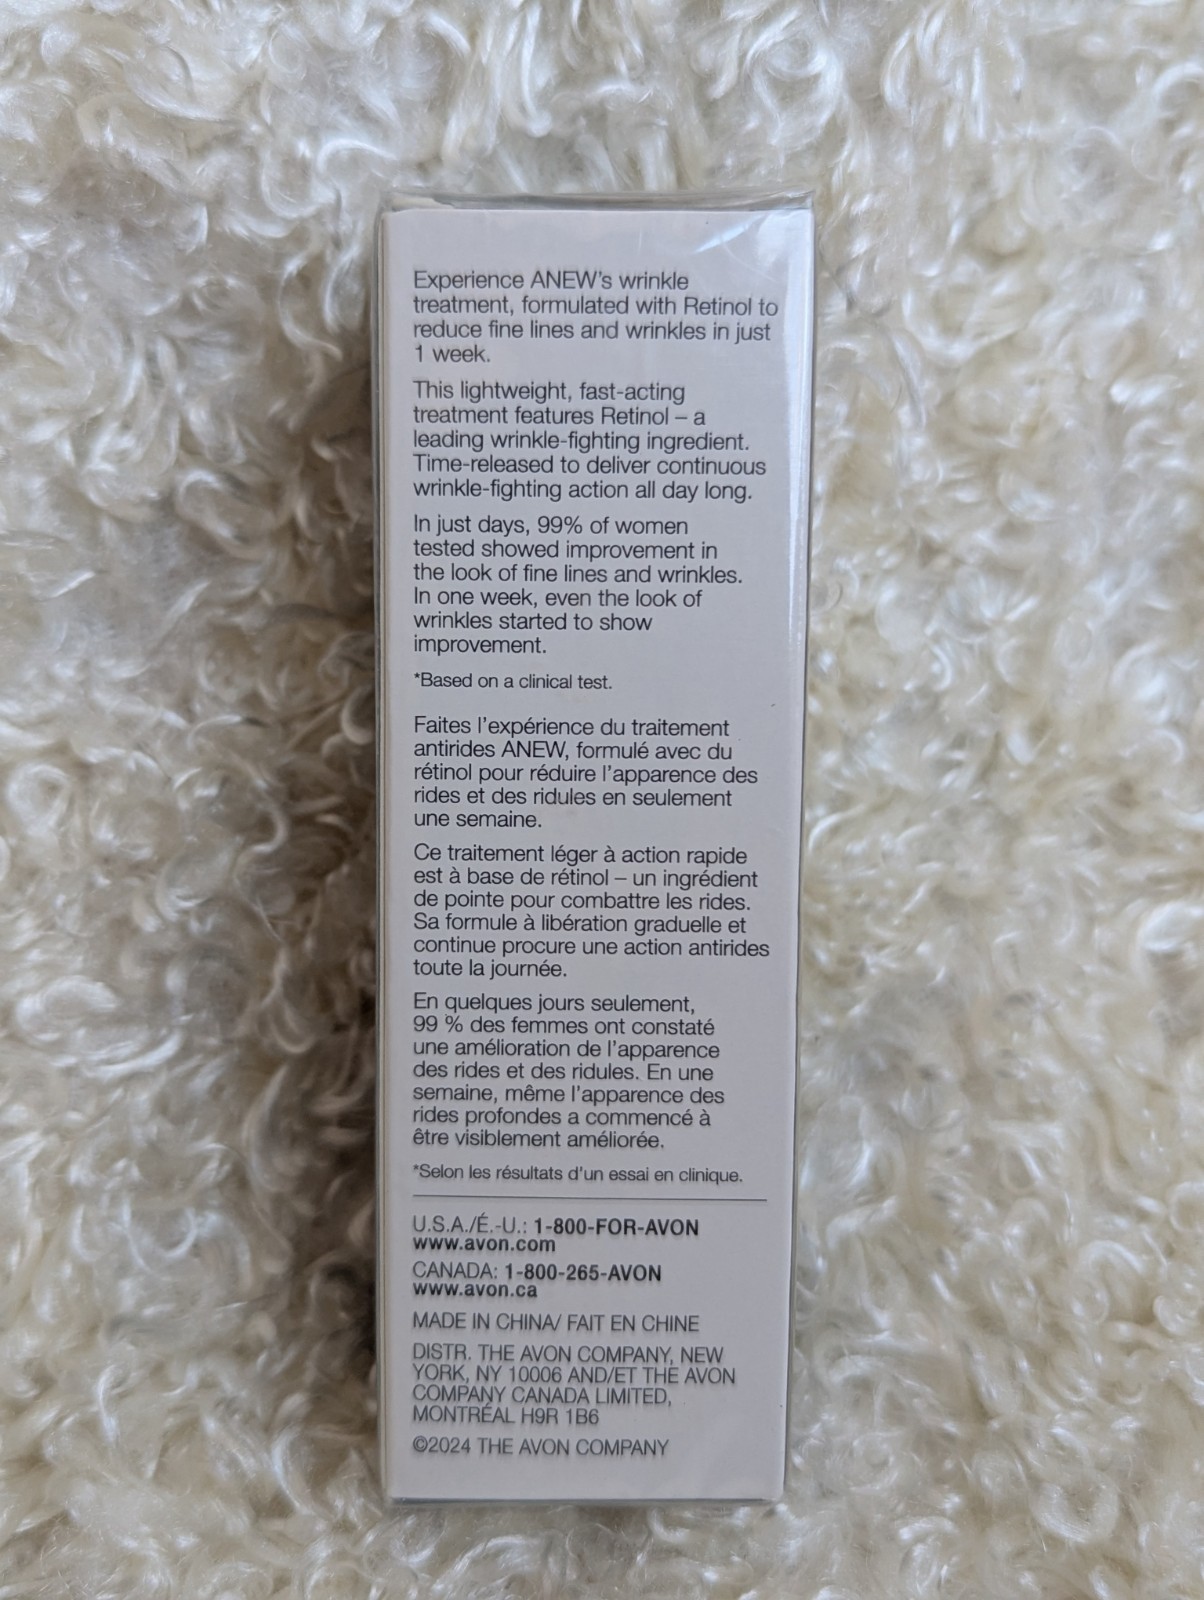 Experience ANEW's wrinkle
treatment, formulated with Retinol to
reduce fine lines and wrinkles in just
1 week.
This lightweight, fast-acting
treatment features Retinol – a
leading wrinkle-fighting ingredient.
Time-released to deliver continuous
wrinkle-fighting action all day long.
In just days, 99% of women
tested showed improvement in
the look of fine lines and wrinkles.
In one week, even the look of
wrinkles started to show
improvement.
*Based on a clinical test.
Faites l'expérience du traitement
antirides ANEW, formulé avec du
rétinol pour réduire l'apparence des
rides et des ridules en seulement
une semaine.
Ce traitement léger à action rapide
est à base de rétinol – un ingrédient
de pointe pour combattre les rides.
Sa formule à libération graduelle et
continue procure une action antirides
toute la journée.
En quelques jours seulement,
99 % des femmes ont constaté
une amélioration de l'apparence
des rides et des ridules. En une
semaine, même l'apparence des
rides profondes a commencé à
être visiblement améliorée.
*Selon les résultats d'un essai en clinique.
U.S.A./É.-U.: 1-800-FOR-AVON
www.avon.com
CANADA: 1-800-265-AVON
www.avon.ca
MADE IN CHINA/ FAIT EN CHINE
DISTR. THE AVON COMPANY, NEW
YORK, NY 10006 AND/ET THE AVON
COMPANY CANADA LIMITED,
MONTRÉAL H9R 1B6
©2024 THE AVON COMPANY